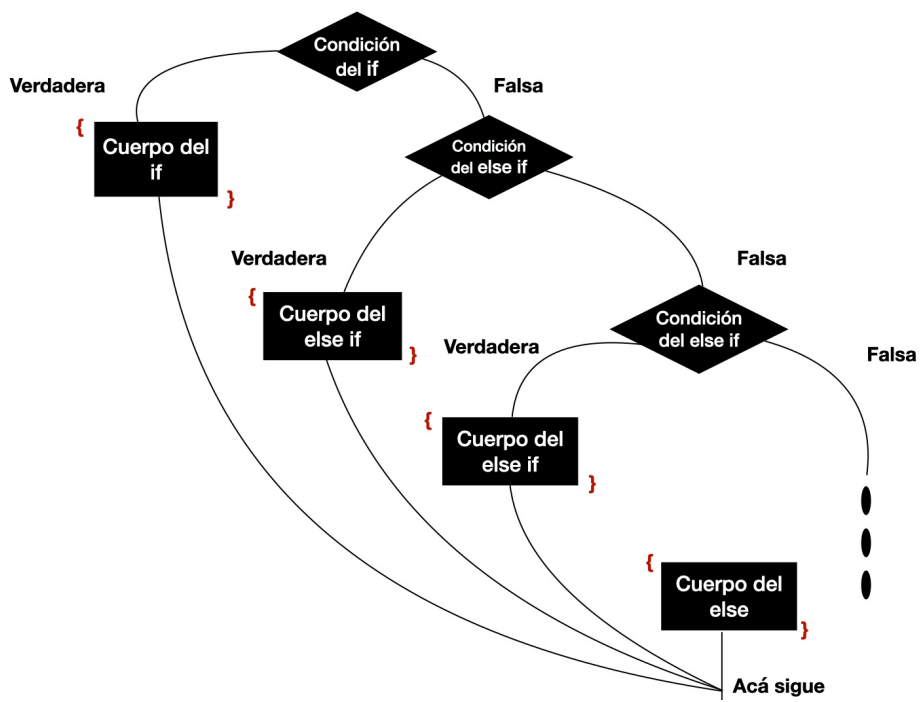 Condición
del if
Verdadera
Falsa
{
Cuerpo del
if
}
Condición
del else if
Verdadera
Falsa
{
Cuerpo del
else if
}
Condición
del else if
Verdadera
Falsa
{
Cuerpo del
else if
}
{
Cuerpo del
else
}
Acá sigue